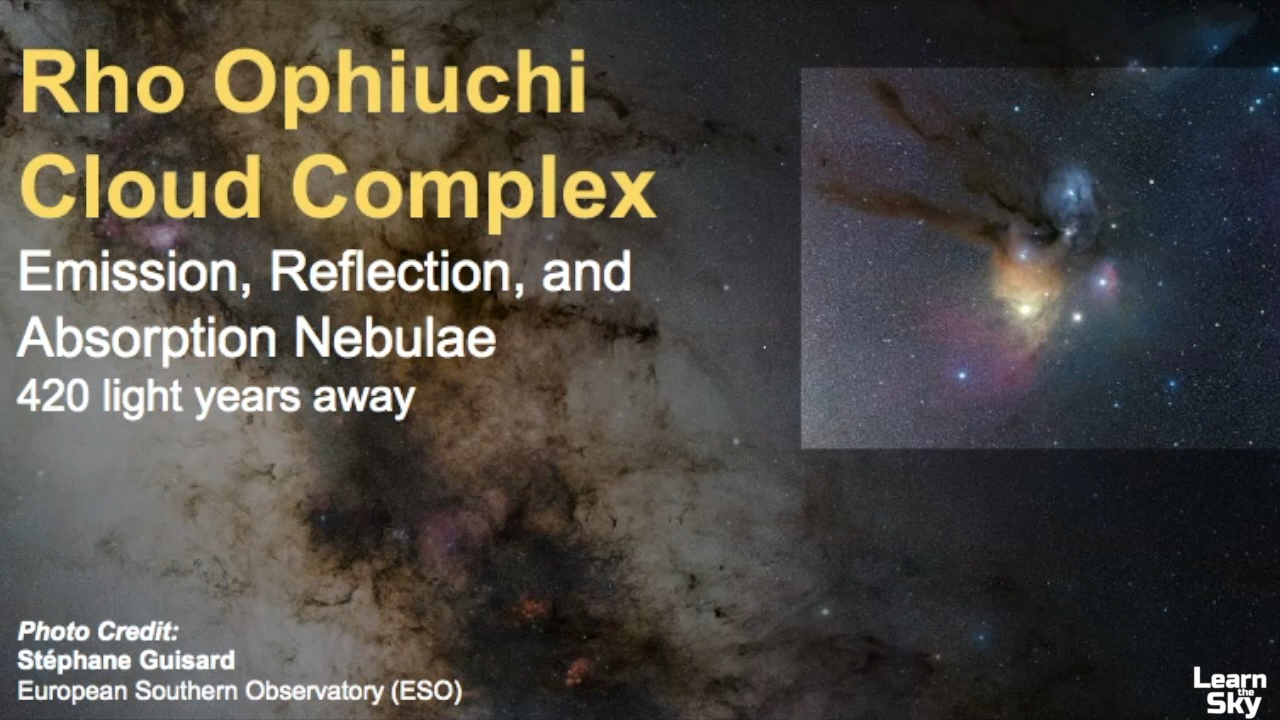 Rho Ophiuchi
Cloud Complex
Emission, Reflection, and
Absorption Nebulae
420 light years away
Photo Credit:
Stéphane Guisard
European Southern Observatory (ESO)
Learn
the
Sky